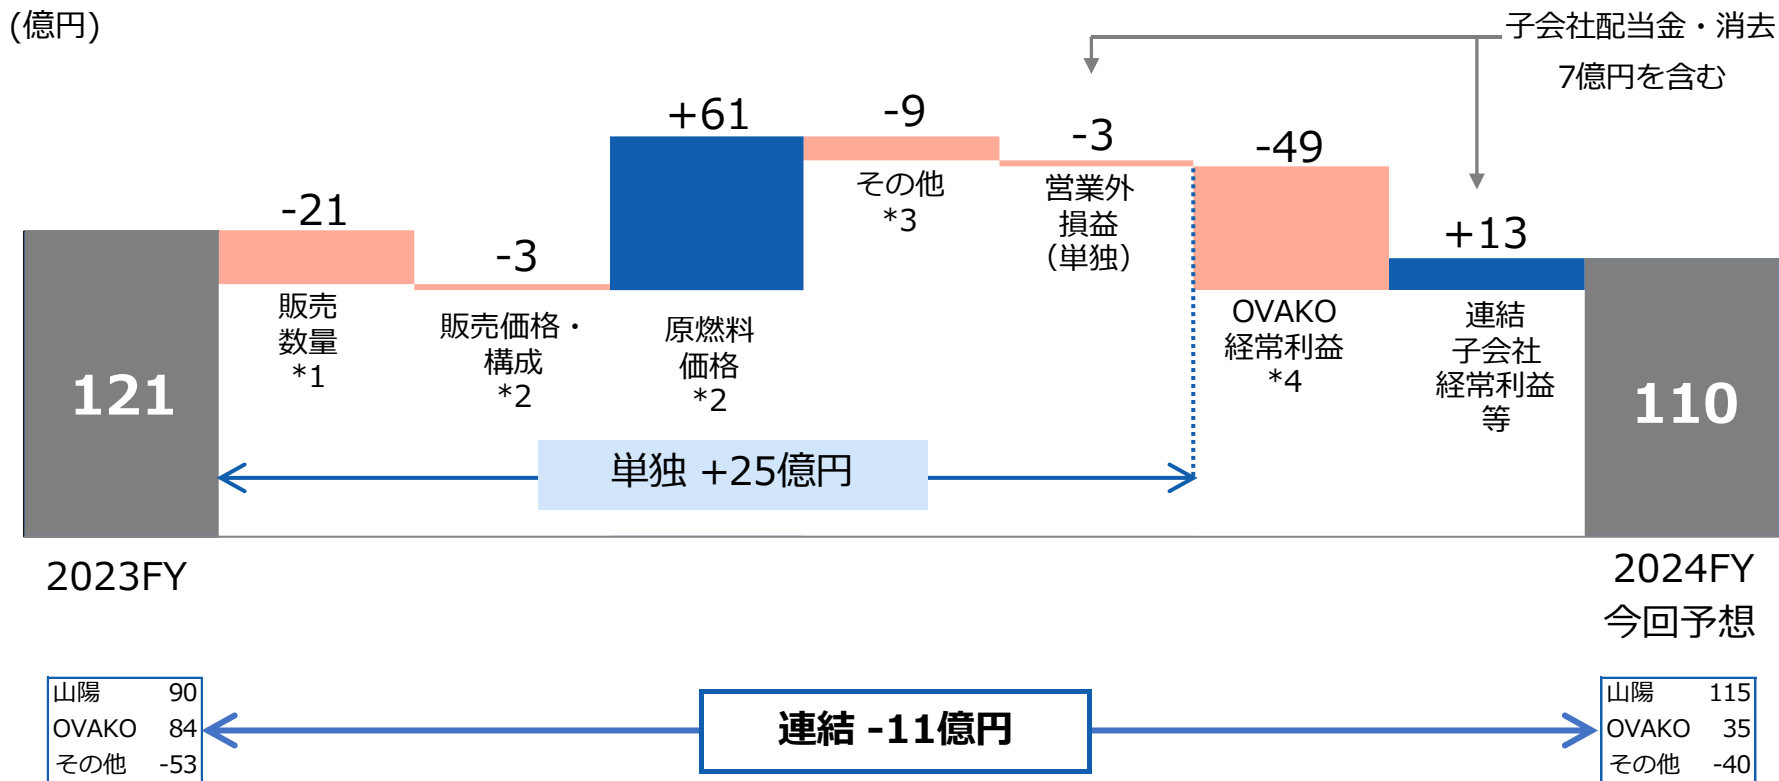 (億円)
子会社配当金・消去
7億円を含む
-21
-3
+61
-9
-3
-49
+13
販売
数量
*1
販売価格・
構成
*2
原燃料
価格
*2
その他
*3
営業外
損益
（単独）
OVAKO
経常利益
*4
連結
子会社
経常利益
等
121
110
単独 +25億円
2023FY
2024FY
今回予想
山陽 90
OVAKO 84
その他 -53
連結 -11億円
山陽 115
OVAKO 35
その他 -40